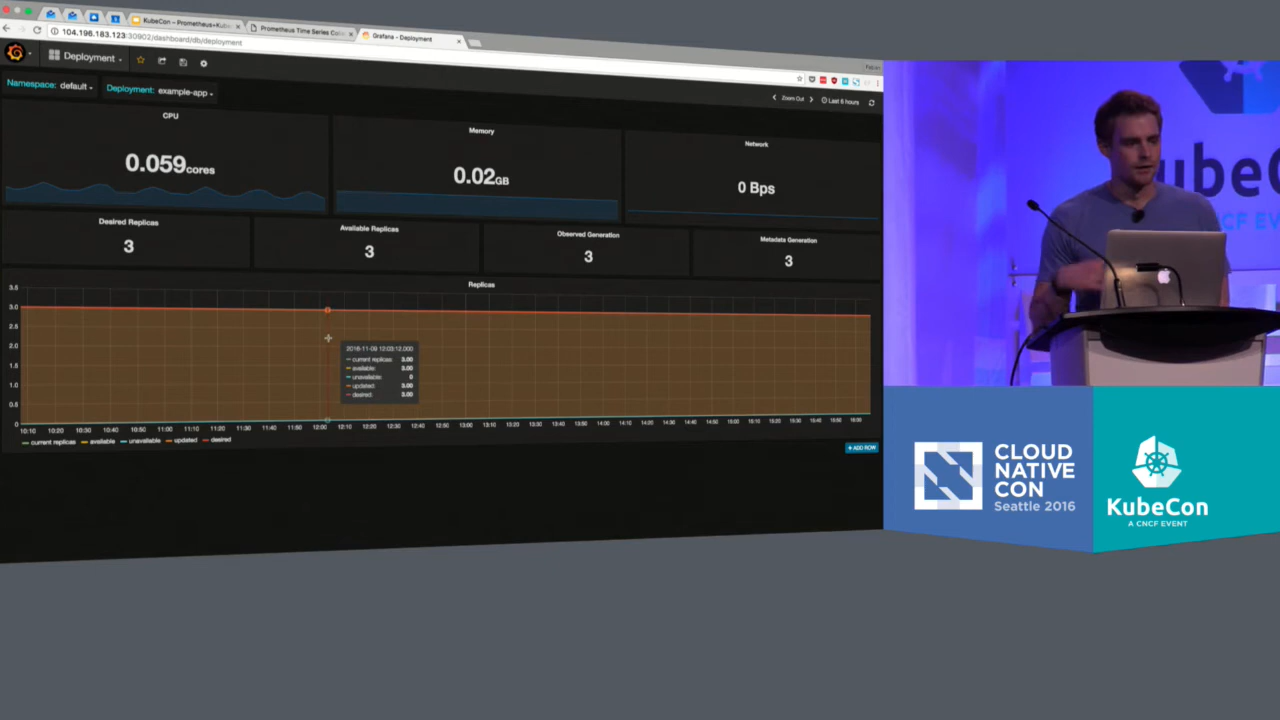 KubeCon – Prometheus+Kub
Prometheus Time Series Coll
Grafana - Deployment
104.196.183.123:30902/dashboard/db/deployment
Deployment
Namespace: default
Deployment: example-app
Zoom Out
Last 6 hours
CPU
0.059 cores
Memory
0.02 GB
Network
0 Bps
Desired Replicas
3
Available Replicas
3
Observed Generation
3
Metadata Generation
3
Replicas
3.5
3.0
2.5
2.0
1.5
1.0
0.5
0
2016-11-09 12:03:12.000
current replicas: 3.00
available: 3.00
unavailable: 0
updated: 3.00
desired: 3.00
10:10 10:20 10:30 10:40 10:50 11:00 11:10 11:20 11:30 11:40 11:50 12:00 12:10 12:20 12:30 12:40 12:50 13:00 13:10 13:20 13:30 13:40 13:50 14:00 14:10 14:20 14:30 14:40 14:50 15:00 15:10 15:20 15:30 15:40 15:50 16:00
current replicas available unavailable updated desired
+ ADD ROW
KubeCo
A CNCF EVE
CLOUD
NATIVE
CON
Seattle 2016
KubeCon
A CNCF EVENT